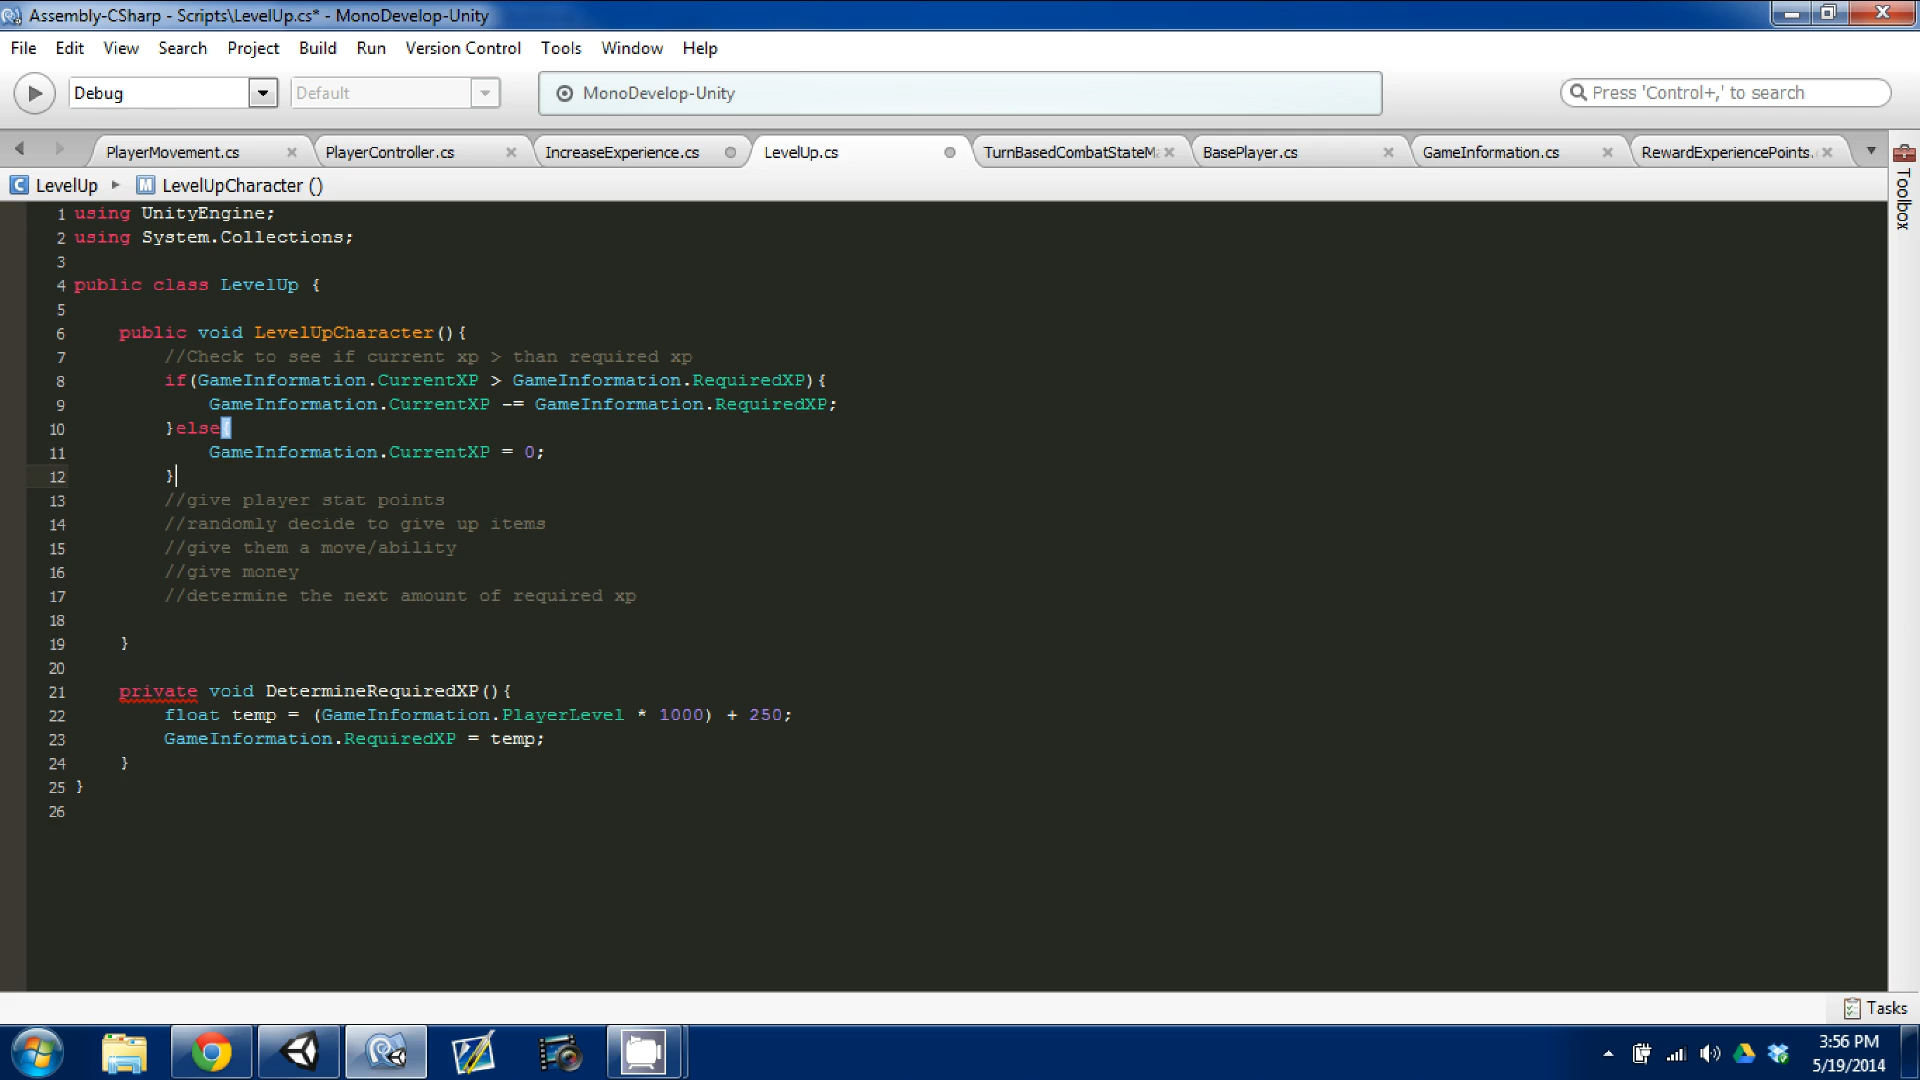 Assembly-CSharp - Scripts\LevelUp.cs* - MonoDevelop-Unity
File Edit View Search Project Build Run Version Control Tools Window Help
Debug Default MonoDevelop-Unity Press 'Control+,' to search
PlayerMovement.cs PlayerController.cs IncreaseExperience.cs LevelUp.cs TurnBasedCombatStateM BasePlayer.cs GameInformation.cs RewardExperiencePoints.
LevelUp LevelUpCharacter ()
Toolbox
1 using UnityEngine;
2 using System.Collections;
3
4 public class LevelUp {
5
6 public void LevelUpCharacter(){
7 //Check to see if current xp > than required xp
8 if(GameInformation.CurrentXP > GameInformation.RequiredXP){
9 GameInformation.CurrentXP -= GameInformation.RequiredXP;
10 }else{
11 GameInformation.CurrentXP = 0;
12 }
13 //give player stat points
14 //randomly decide to give up items
15 //give them a move/ability
16 //give money
17 //determine the next amount of required xp
18
19 }
20
21 private void DetermineRequiredXP(){
22 float temp = (GameInformation.PlayerLevel * 1000) + 250;
23 GameInformation.RequiredXP = temp;
24 }
25 }
26
Tasks
3:56 PM
5/19/2014